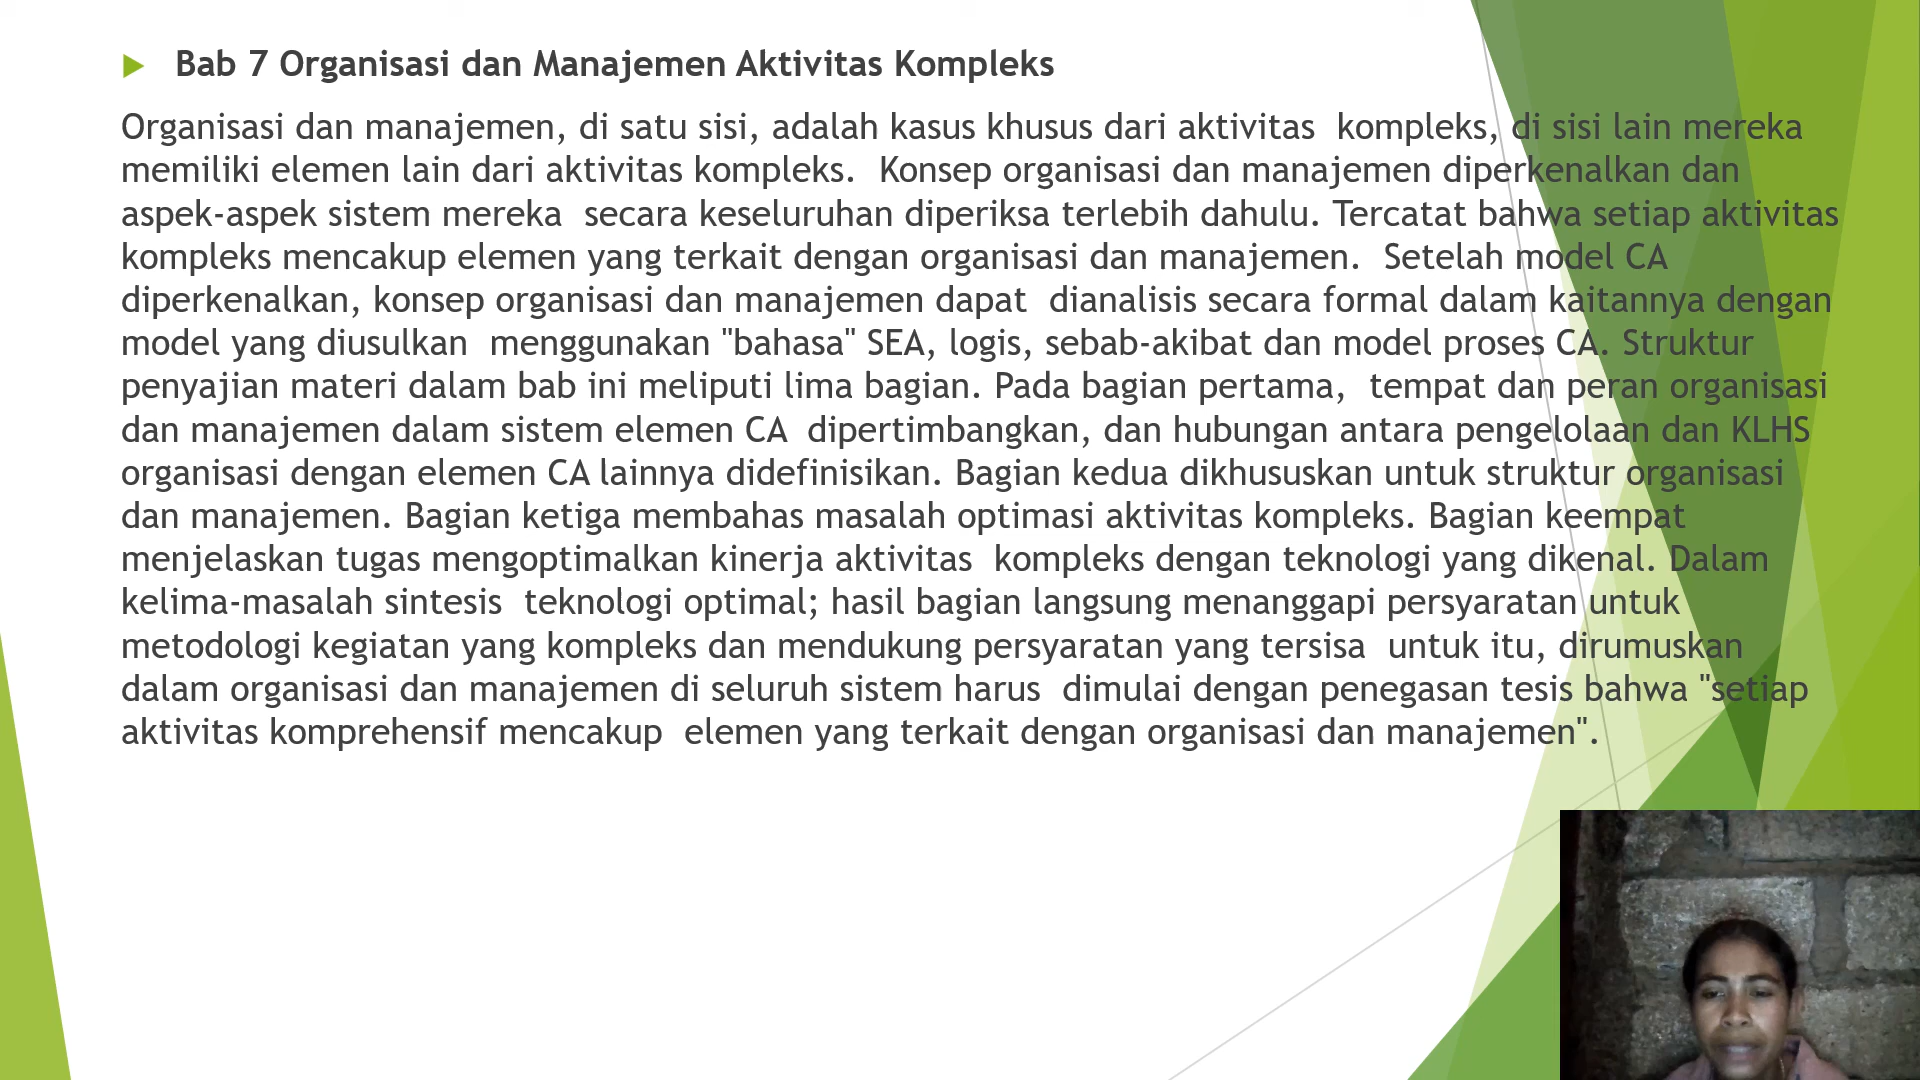 Bab 7 Organisasi dan Manajemen Aktivitas Kompleks
Organisasi dan manajemen, di satu sisi, adalah kasus khusus dari aktivitas  kompleks, di sisi lain mereka
memiliki elemen lain dari aktivitas kompleks.  Konsep organisasi dan manajemen diperkenalkan dan
aspek-aspek sistem mereka  secara keseluruhan diperiksa terlebih dahulu. Tercatat bahwa setiap aktivitas
kompleks mencakup elemen yang terkait dengan organisasi dan manajemen.  Setelah model CA
diperkenalkan, konsep organisasi dan manajemen dapat  dianalisis secara formal dalam kaitannya dengan
model yang diusulkan  menggunakan "bahasa" SEA, logis, sebab-akibat dan model proses CA. Struktur
penyajian materi dalam bab ini meliputi lima bagian. Pada bagian pertama,  tempat dan peran organisasi
dan manajemen dalam sistem elemen CA  dipertimbangkan, dan hubungan antara pengelolaan dan KLHS
organisasi dengan elemen CA lainnya didefinisikan. Bagian kedua dikhususkan untuk struktur organisasi
dan manajemen. Bagian ketiga membahas masalah optimasi aktivitas kompleks. Bagian keempat
menjelaskan tugas mengoptimalkan kinerja aktivitas  kompleks dengan teknologi yang dikenal. Dalam
kelima-masalah sintesis  teknologi optimal; hasil bagian langsung menanggapi persyaratan untuk
metodologi kegiatan yang kompleks dan mendukung persyaratan yang tersisa  untuk itu, dirumuskan
dalam organisasi dan manajemen di seluruh sistem harus  dimulai dengan penegasan tesis bahwa "setiap
aktivitas komprehensif mencakup  elemen yang terkait dengan organisasi dan manajemen".